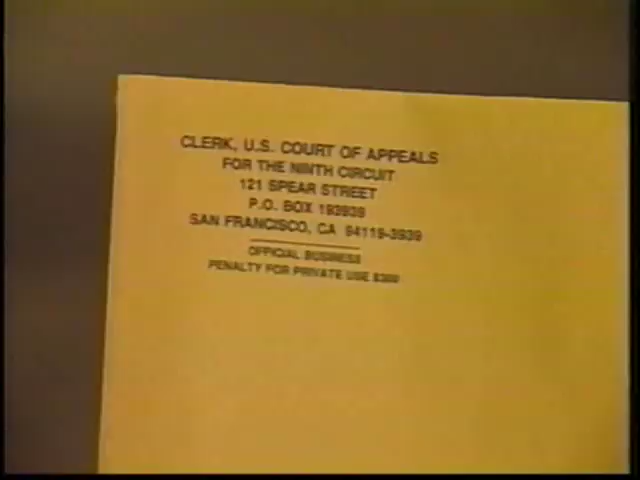 CLERK, U.S. COURT OF APPEALS
FOR THE NINTH CIRCUIT
121 SPEAR STREET
P.O. BOX 193939
SAN FRANCISCO, CA 94119-3939
OFFICIAL BUSINESS
PENALTY FOR PRIVATE USE $300